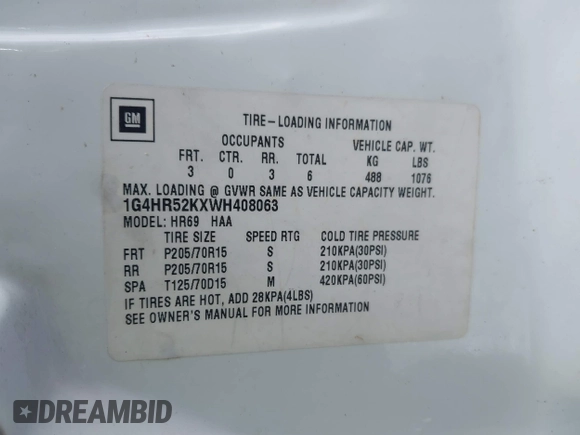 GM
TIRE-LOADING INFORMATION
OCCUPANTS VEHICLE CAP. WT.
FRT. CTR. RR. TOTAL KG LBS
3 0 3 6 488 1076
MAX. LOADING @ GVWR SAME AS VEHICLE CAPACITY WEIGHT.
1G4HR52KXWH408063
MODEL: HR69 HAA
TIRE SIZE SPEED RTG COLD TIRE PRESSURE
FRT P205/70R15 S 210KPA(30PSI)
RR P205/70R15 S 210KPA(30PSI)
SPA T125/70D15 M 420KPA(60PSI)
IF TIRES ARE HOT, ADD 28KPA(4LBS)
SEE OWNER'S MANUAL FOR MORE INFORMATION
DREAMBID